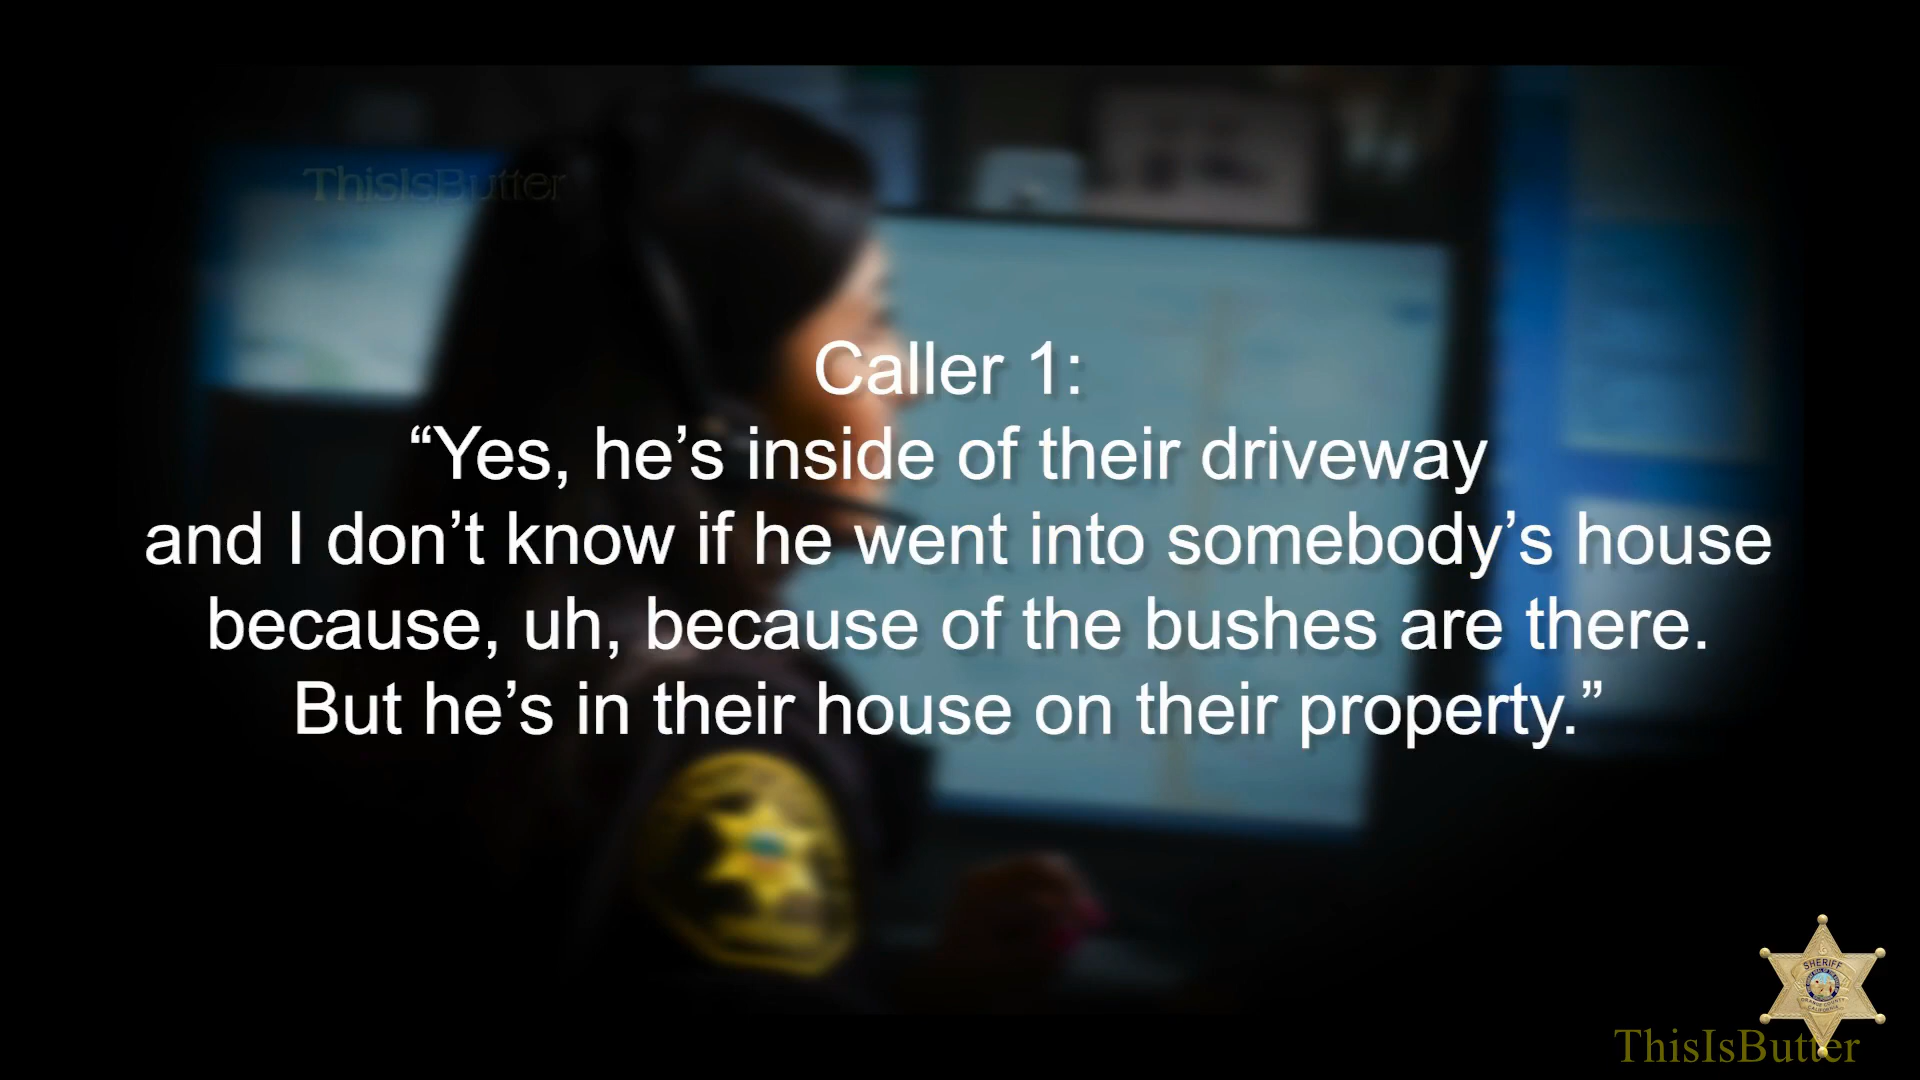 ThisIsButter
Caller 1:
“Yes, he’s inside of their driveway
and I don’t know if he went into somebody’s house
because, uh, because of the bushes are there.
But he’s in their house on their property.”
SHERIFF
ThisIsButter